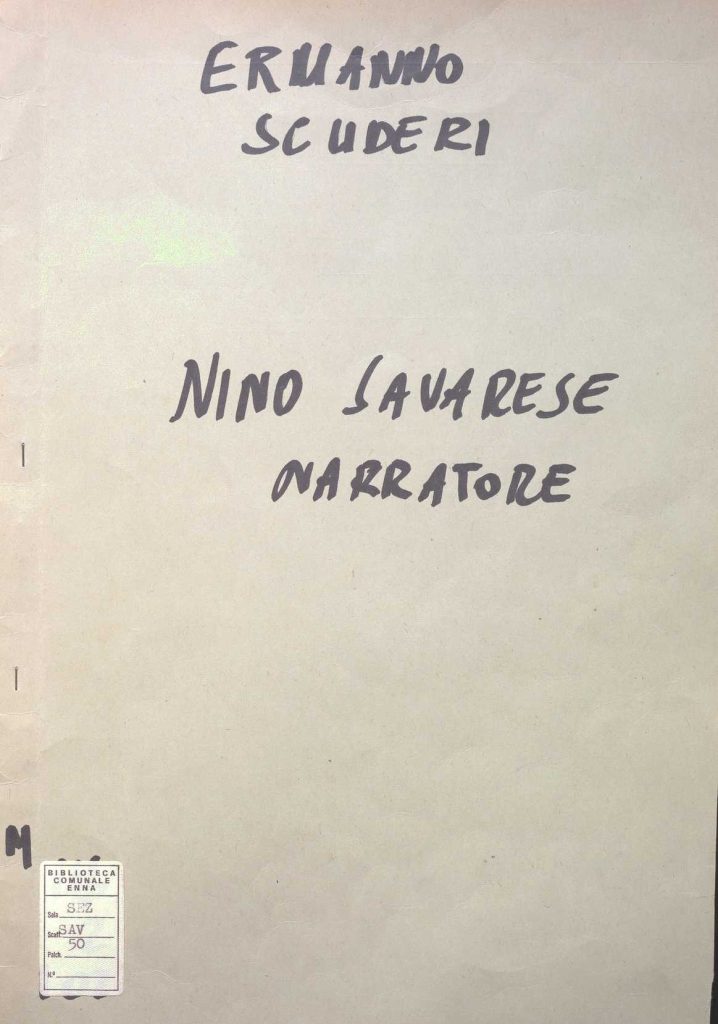 ERMANNO
SCUDERI
NINO SAVARESE
NARRATORE
M
BIBLIOTECA
COMUNALE
ENNA
Sala SEZ
Scaff. SAV
Palch. 50
N.º